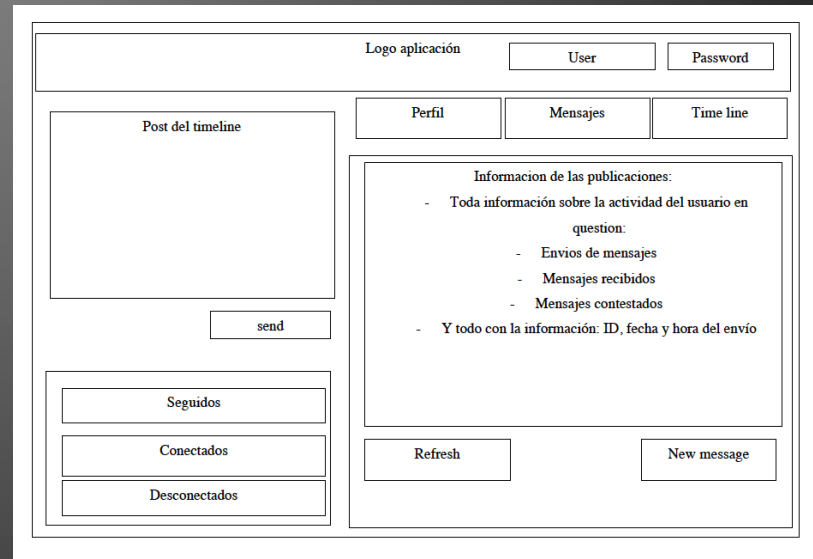 Logo aplicación
User
Password
Perfil
Mensajes
Time line
Post del timeline
send
Seguidos
Conectados
Desconectados
Informacion de las publicaciones:
- Toda información sobre la actividad del usuario en
question:
- Envios de mensajes
- Mensajes recibidos
- Mensajes contestados
- Y todo con la información: ID, fecha y hora del envío
Refresh
New message